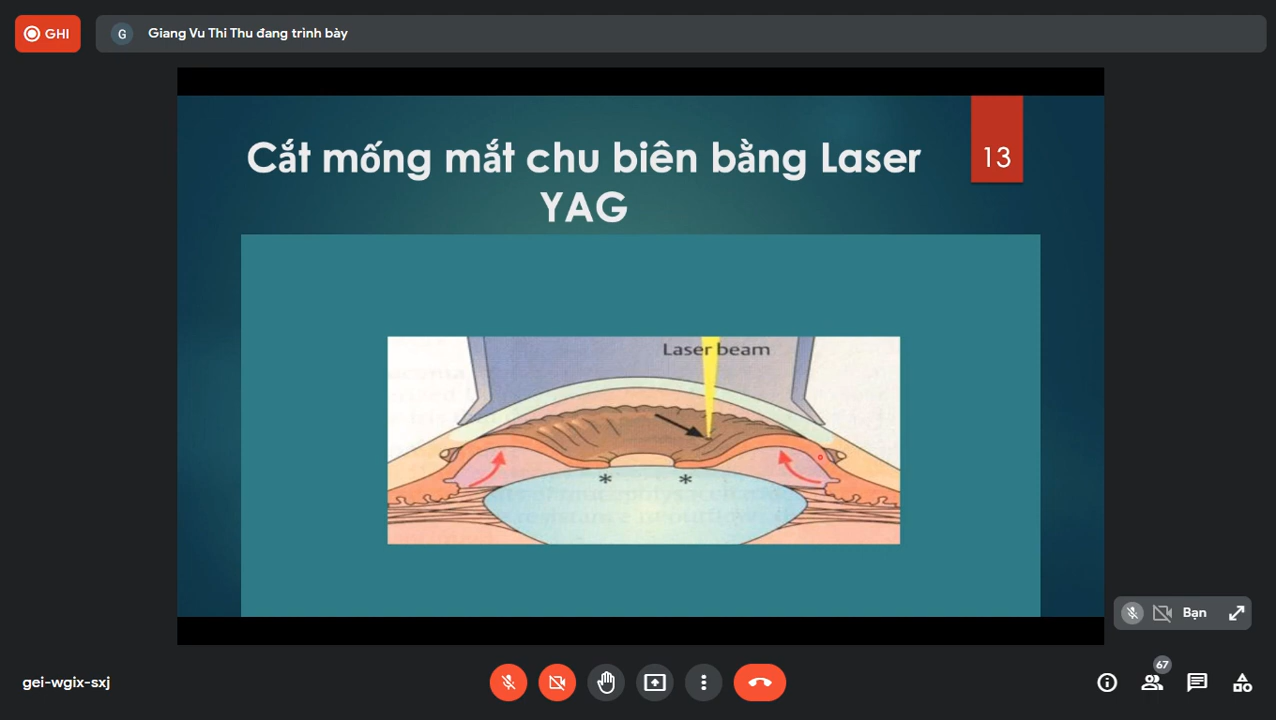 GHI
G
Giang Vu Thi Thu đang trình bày
Cắt mống mắt chu biên bằng Laser
YAG
13
Laser beam
*
*
Bạn
gei-wgix-sxj
67